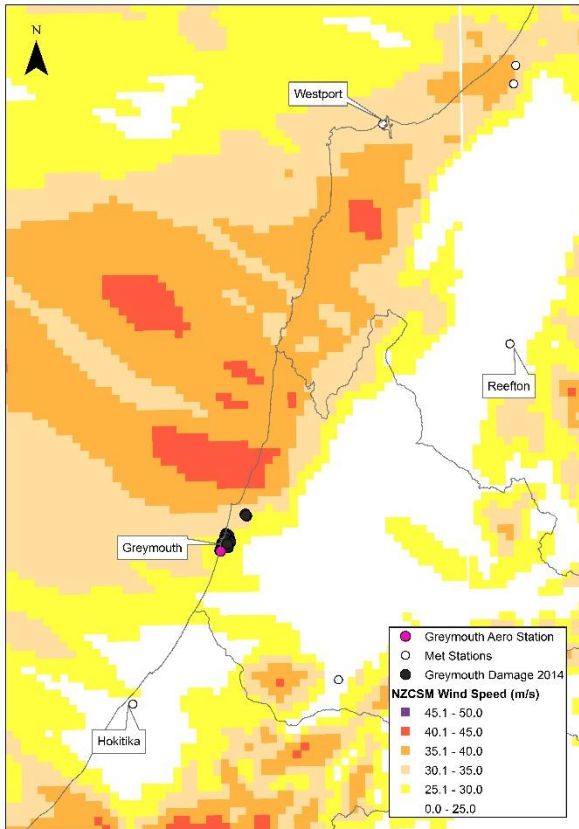 N
Westport
Reefton
Greymouth
Hokitika
Greymouth Aero Station
Met Stations
Greymouth Damage 2014
NZCSM Wind Speed (m/s)
45.1 - 50.0
40.1 - 45.0
35.1 - 40.0
30.1 - 35.0
25.1 - 30.0
0.0 - 25.0